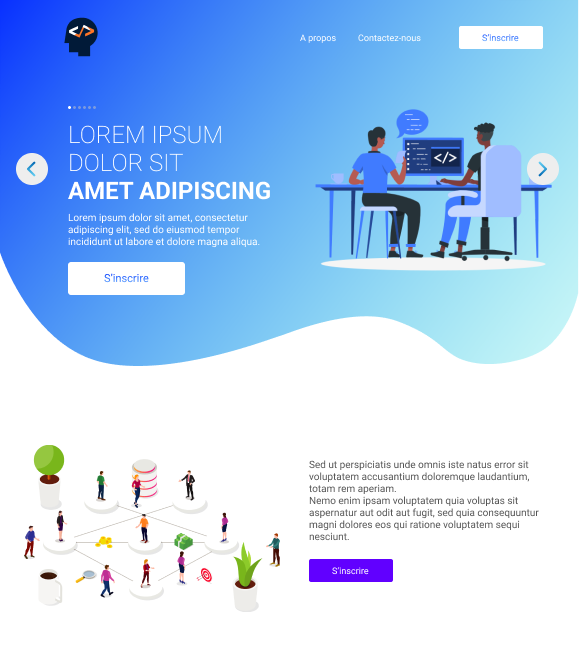 </>
A propos
Contactez-nous
S'inscrire
LOREM IPSUM
DOLOR SIT
AMET ADIPISCING
Lorem ipsum dolor sit amet, consectetur
adipiscing elit, sed do eiusmod tempor
incididunt ut labore et dolore magna aliqua.
S'inscrire
</>
Sed ut perspiciatis unde omnis iste natus error sit
voluptatem accusantium doloremque laudantium,
totam rem aperiam.
Nemo enim ipsam voluptatem quia voluptas sit
aspernatur aut odit aut fugit, sed quia consequuntur
magni dolores eos qui ratione voluptatem sequi
nesciunt.
S'inscrire